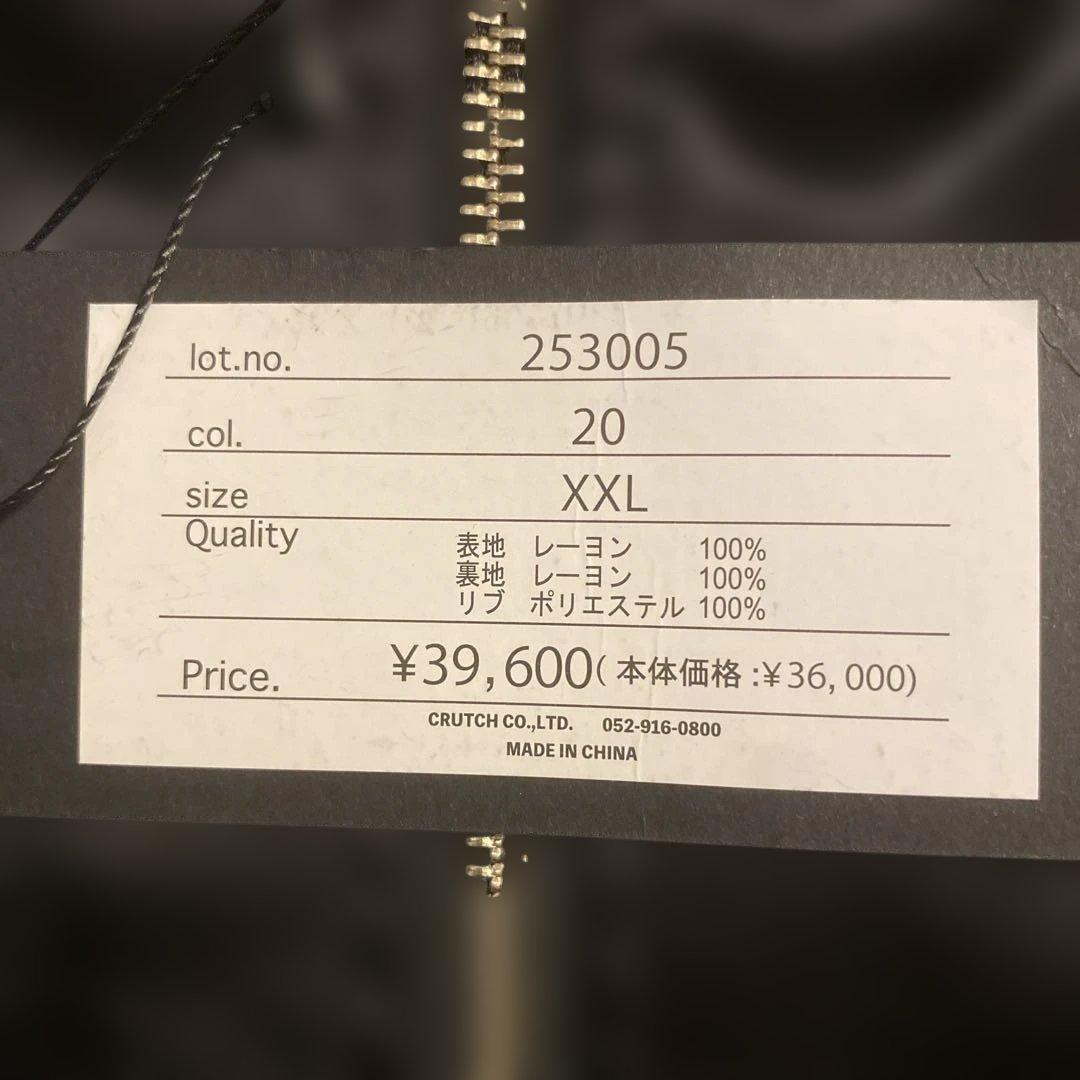 lot.no. 253005
col. 20
size XXL
Quality
表地 レーヨン 100%
裏地 レーヨン 100%
リブ ポリエステル 100%
Price. ¥39,600(本体価格:¥36,000)
CRUTCH CO.,LTD. 052-916-0800
MADE IN CHINA